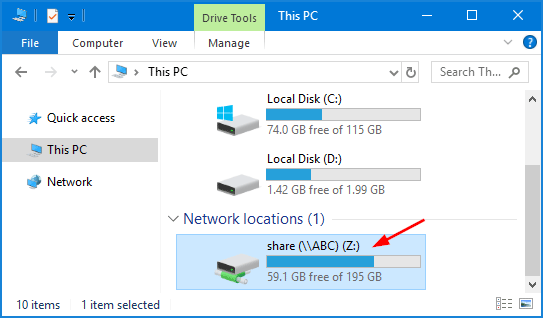 Drive Tools
This PC
File
Computer
View
Manage
This PC
Search Th...
Quick access
This PC
Network
Local Disk (C:)
74.0 GB free of 115 GB
Local Disk (D:)
1.42 GB free of 1.99 GB
Network locations (1)
share (\\ABC) (Z:)
59.1 GB free of 195 GB
10 items
1 item selected